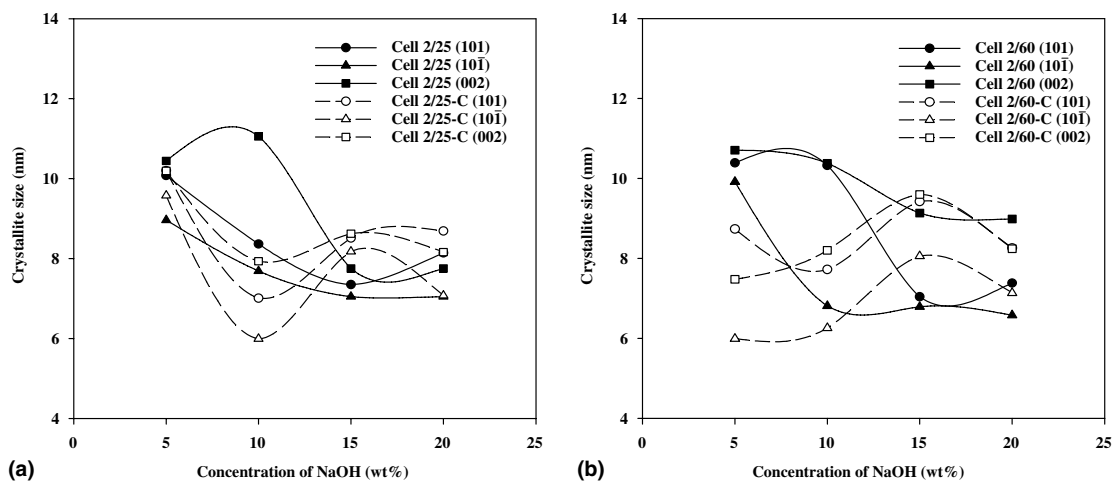 14
12
10
8
6
4
0
5
10
15
20
25
Crystallite size (nm)
Concentration of NaOH (wt%)
Cell 2/25 (101)
Cell 2/25 (101̅)
Cell 2/25 (002)
Cell 2/25-C (101)
Cell 2/25-C (101̅)
Cell 2/25-C (002)
(a)
14
12
10
8
6
4
0
5
10
15
20
25
Crystallite size (nm)
Concentration of NaOH (wt%)
Cell 2/60 (101)
Cell 2/60 (101̅)
Cell 2/60 (002)
Cell 2/60-C (101)
Cell 2/60-C (101̅)
Cell 2/60-C (002)
(b)